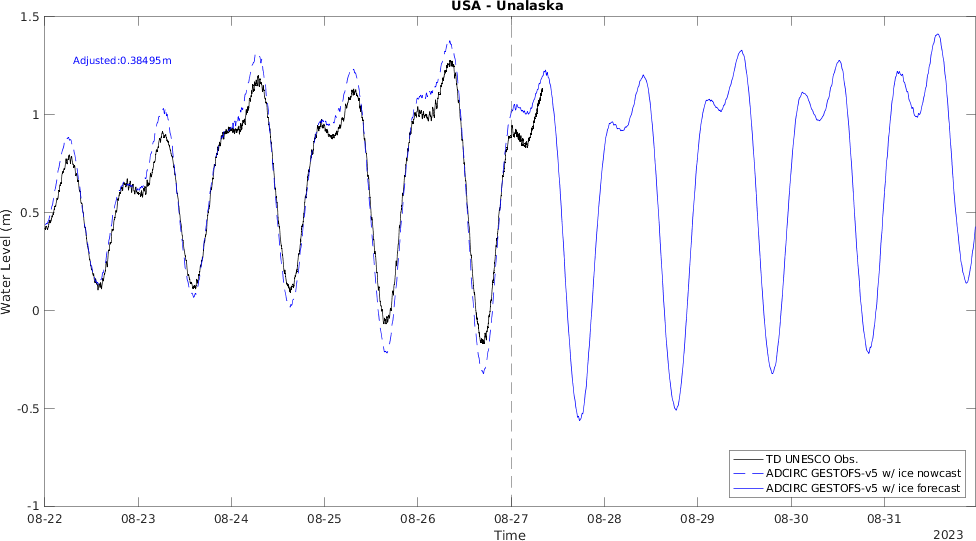 USA - Unalaska
Adjusted:0.38495m
1.5
1
0.5
0
-0.5
-1
Water Level (m)
TD UNESCO Obs.
ADCIRC GESTOFS-v5 w/ ice nowcast
ADCIRC GESTOFS-v5 w/ ice forecast
08-22 08-23 08-24 08-25 08-26 08-27 08-28 08-29 08-30 08-31
Time
2023